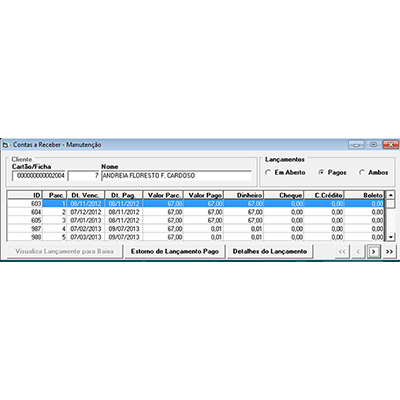 Contas a Receber - Manutenção
Cliente
Cartão/Ficha Nome
000000000002004 7 ANDREIA FLORESTO F. CARDOSO
Lançamentos
Em Aberto Pagos Ambos
ID Parc. Dt. Venc. Dt. Pag. Valor Parc. Valor Pago Dinheiro Cheque C.Crédito Boleto
603 1 08/11/2012 08/11/2012 67,00 67,00 67,00 0,00 0,00 0,00
604 2 07/12/2012 08/11/2012 67,00 67,00 67,00 0,00 0,00 0,00
605 3 07/01/2013 08/11/2012 67,00 67,00 67,00 0,00 0,00 0,00
987 4 07/02/2013 09/07/2013 67,00 0,01 0,01 0,00 0,00 0,00
988 5 07/03/2013 09/07/2013 67,00 0,01 0,01 0,00 0,00 0,00
Visualiza Lançamento para Baixa Estorno de Lançamento Pago Detalhes do Lançamento << < > >>